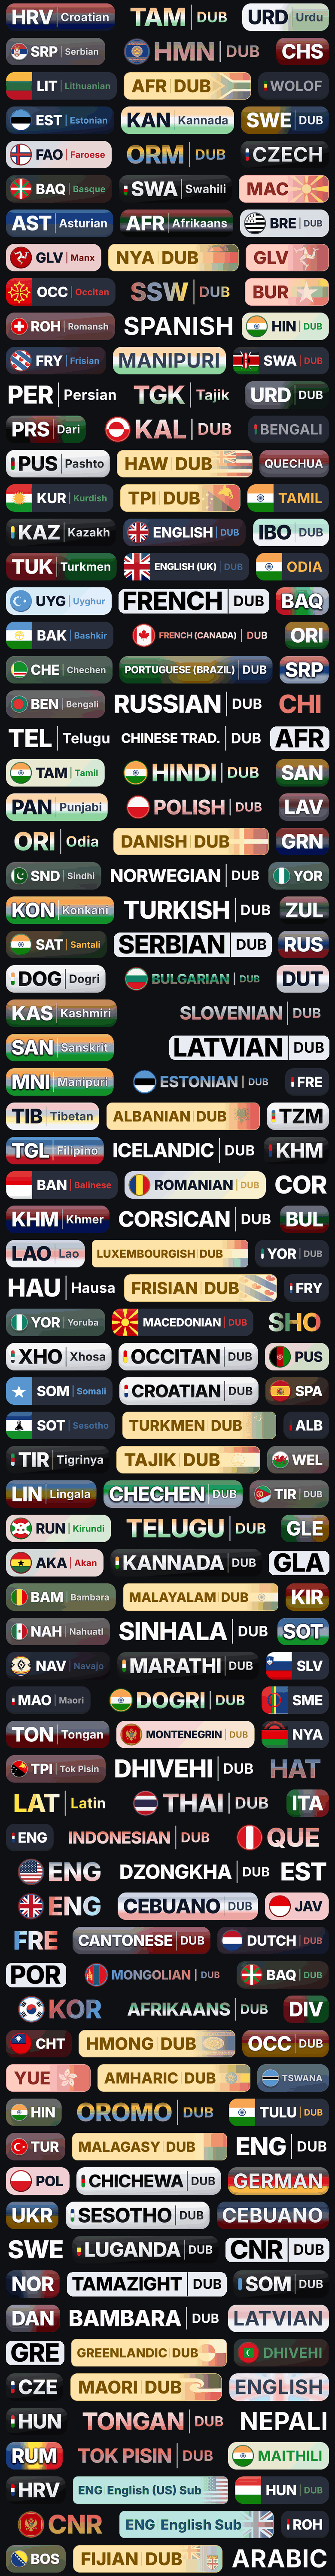 HRV Croatian TAM DUB URD Urdu
SRP Serbian HMN DUB CHS
LIT Lithuanian AFR DUB WOLOF
EST Estonian KAN Kannada SWE DUB
FAO Faroese ORM DUB CZECH
BAQ Basque SWA Swahili MAC
AST Asturian AFR Afrikaans BRE DUB
GLV Manx NYA DUB GLV
OCC Occitan SSW DUB BUR
ROH Romansh SPANISH HIN DUB
FRY Frisian MANIPURI SWA DUB
PER Persian TGK Tajik URD DUB
PRS Dari KAL DUB BENGALI
PUS Pashto HAW DUB QUECHUA
KUR Kurdish TPI DUB TAMIL
KAZ Kazakh ENGLISH DUB IBO DUB
TUK Turkmen ENGLISH (UK) DUB ODIA
UYG Uyghur FRENCH DUB BAQ
BAK Bashkir FRENCH (CANADA) DUB ORI
CHE Chechen PORTUGUESE (BRAZIL) DUB SRP
BEN Bengali RUSSIAN DUB CHI
TEL Telugu CHINESE TRAD. DUB AFR
TAM Tamil HINDI DUB SAN
PAN Punjabi POLISH DUB LAV
ORI Odia DANISH DUB GRN
SND Sindhi NORWEGIAN DUB YOR
KON Konkani TURKISH DUB ZUL
SAT Santali SERBIAN DUB RUS
DOG Dogri BULGARIAN DUB DUT
KAS Kashmiri SLOVENIAN DUB
SAN Sanskrit LATVIAN DUB
MNI Manipuri ESTONIAN DUB FRE
TIB Tibetan ALBANIAN DUB TZM
TGL Filipino ICELANDIC DUB KHM
BAN Balinese ROMANIAN DUB COR
KHM Khmer CORSICAN DUB BUL
LAO Lao LUXEMBOURGISH DUB YOR DUB
HAU Hausa FRISIAN DUB FRY
YOR Yoruba MACEDONIAN DUB SHO
XHO Xhosa OCCITAN DUB PUS
SOM Somali CROATIAN DUB SPA
SOT Sesotho TURKMEN DUB ALB
TIR Tigrinya TAJIK DUB WEL
LIN Lingala CHECHEN DUB TIR DUB
RUN Kirundi TELUGU DUB GLE
AKA Akan KANNADA DUB GLA
BAM Bambara MALAYALAM DUB KIR
NAH Nahuatl SINHALA DUB SOT
NAV Navajo MARATHI DUB SLV
MAO Maori DOGRI DUB SME
TON Tongan MONTENEGRIN DUB NYA
TPI Tok Pisin DHIVEHI DUB HAT
LAT Latin THAI DUB ITA
ENG INDONESIAN DUB QUE
ENG DZONGKHA DUB EST
ENG CEBUANO DUB JAV
FRE CANTONESE DUB DUTCH DUB
POR MONGOLIAN DUB BAQ DUB
KOR AFRIKAANS DUB DIV
CHT HMONG DUB OCC DUB
YUE AMHARIC DUB TSWANA
HIN OROMO DUB TULU DUB
TUR MALAGASY DUB ENG DUB
POL CHICHEWA DUB GERMAN
UKR SESOTHO DUB CEBUANO
SWE LUGANDA DUB CNR DUB
NOR TAMAZIGHT DUB SOM DUB
DAN BAMBARA DUB LATVIAN
GRE GREENLANDIC DUB DHIVEHI
CZE MAORI DUB ENGLISH
HUN TONGAN DUB NEPALI
RUM TOK PISIN DUB MAITHILI
HRV ENG English (US) Sub HUN DUB
CNR ENG English Sub ROH
BOS FIJIAN DUB ARABIC